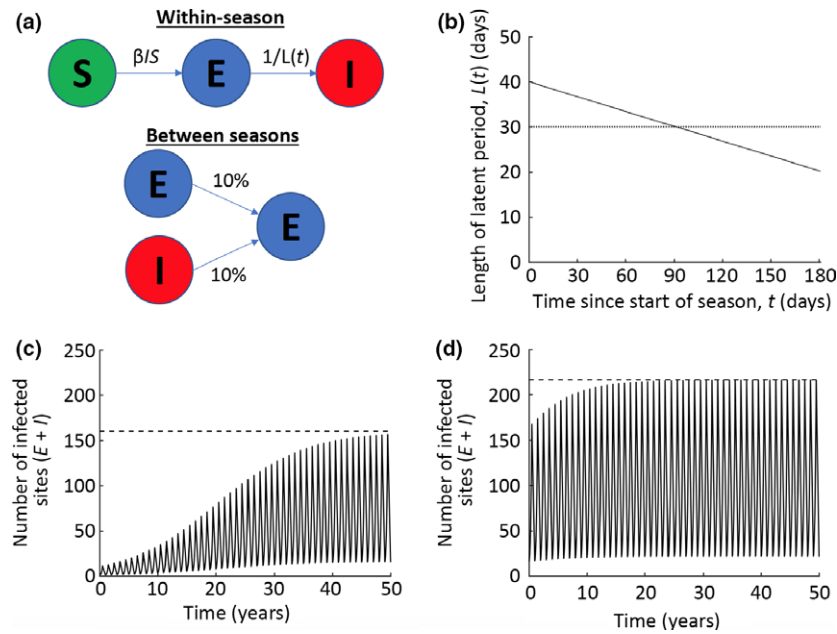 (a)
Within-season
S
βIS
E
1/L(t)
I
Between seasons
E
10%
E
I
10%
(b)
Length of latent period, L(t) (days)
50
40
30
20
10
0
0 30 60 90 120 150 180
Time since start of season, t (days)
(c)
Number of infected
sites (E + I)
250
200
150
100
50
0
0 10 20 30 40 50
Time (years)
(d)
Number of infected
sites (E + I)
250
200
150
100
50
0
0 10 20 30 40 50
Time (years)